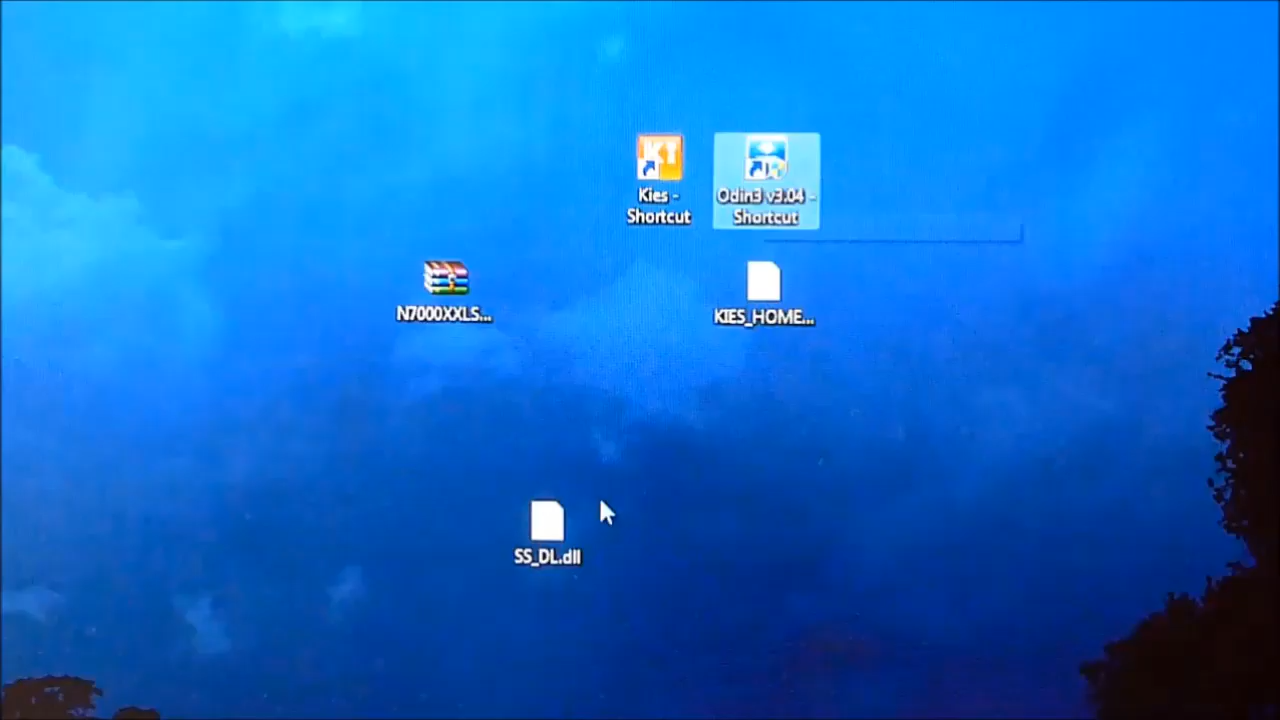 Kies -
Shortcut
Odin3 v3.04 -
Shortcut
N7000XXLS...
KIES_HOME...
SS_DL.dll